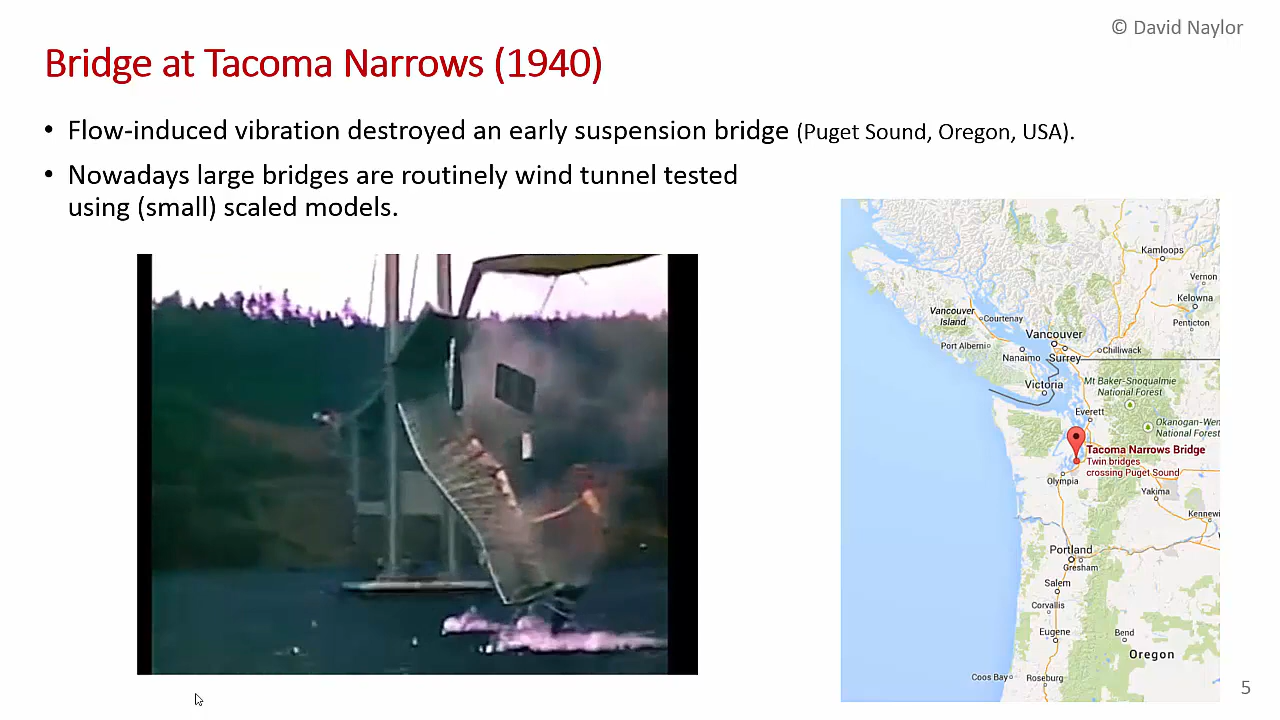 © David Naylor
Bridge at Tacoma Narrows (1940)
• Flow-induced vibration destroyed an early suspension bridge (Puget Sound, Oregon, USA).
• Nowadays large bridges are routinely wind tunnel tested
using (small) scaled models.
Kamloops
Vernon
Kelowna
Penticton
Vancouver
Island
Courtenay
Vancouver
Port Alberni
Nanaimo
Surrey
Chilliwack
Victoria
Mt Baker-Snoqualmie
National Forest
Everett
Okanogan-Wen
National Forest
Tacoma Narrows Bridge
Twin bridges
crossing Puget Sound
Olympia
Yakima
Kennewi
Portland
Gresham
Salem
Corvallis
Eugene
Bend
Oregon
Coos Bay
Roseburg
5